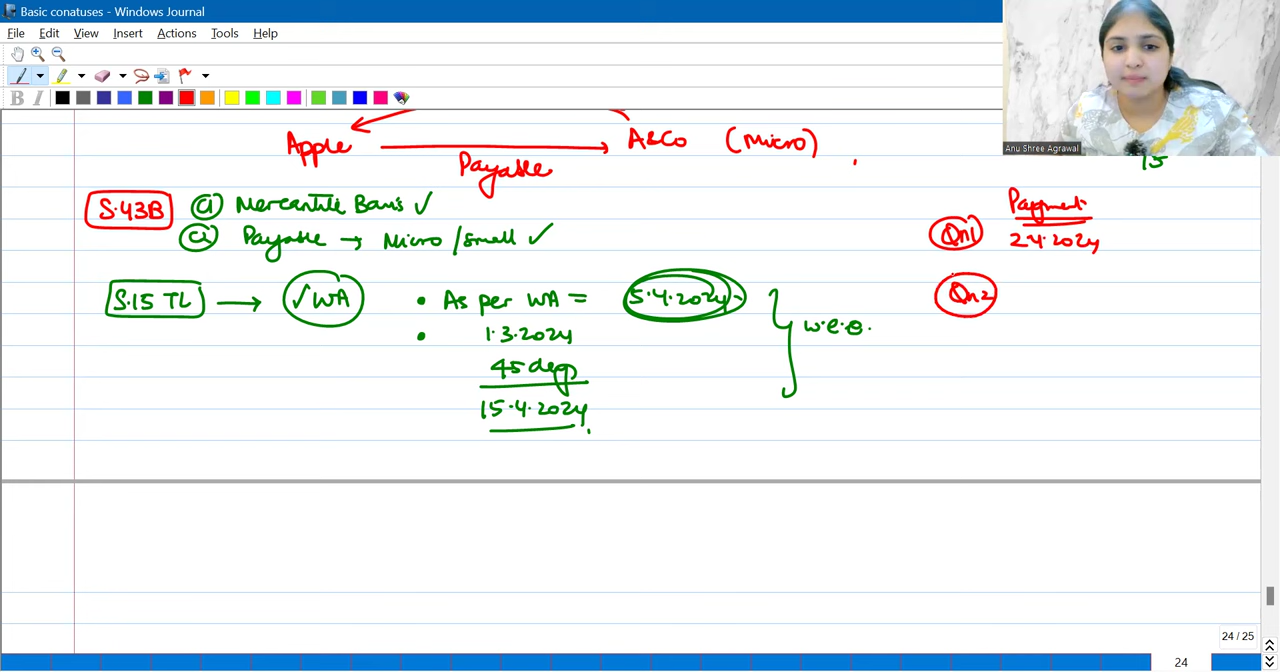 Basic conatuses - Windows Journal
File Edit View Insert Actions Tools Help
B I
Apple Payable A&Co (Micro)
Anu Shree Agrawal
15
S.43B (i) Mercantile Basis ✓
(ii) Payable → Micro/Small ✓
Payment
Qn1 2.4.2024
S.15 TL → ✓WA • As per WA = 5.4.2024
Qn2
• 1.3.2024
w.e.e.
45 days
15.4.2024
24 / 25
24